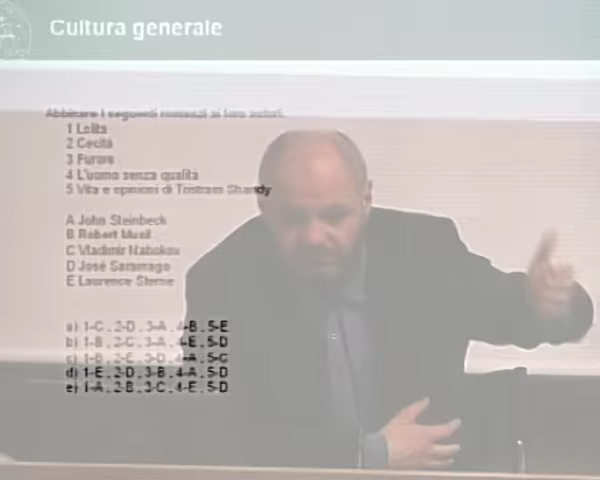 Cultura generale
Abbinare i seguenti romanzi ai loro autori.
1 Lolita
2 Cecità
3 Furore
4 L'uomo senza qualità
5 Vita e opinioni di Tristram Shandy
A John Steinbeck
B Robert Musil
C Vladimir Nabokov
D José Saramago
E Laurence Sterne
a) 1-C , 2-D , 3-A , 4-B , 5-E
b) 1-B , 2-C , 3-A , 4-E , 5-D
c) 1-B , 2-E , 3-D , 4-A , 5-C
d) 1-E , 2-D , 3-B , 4-A , 5-D
e) 1-A , 2-B , 3-C , 4-E , 5-D